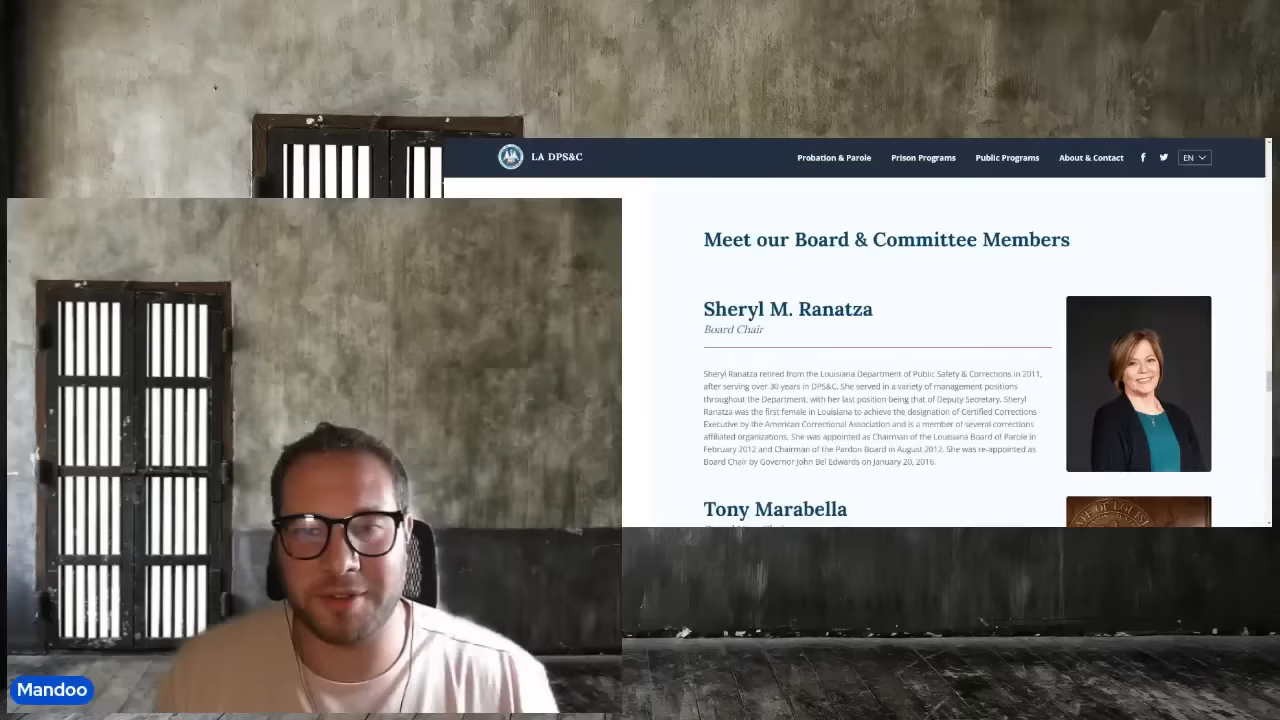 LA DPS&C
Probation & Parole
Prison Programs
Public Programs
About & Contact
EN
Meet our Board & Committee Members
Sheryl M. Ranatza
Board Chair
Sheryl Ranatza retired from the Louisiana Department of Public Safety & Corrections in 2011,
after serving over 30 years in DPS&C. She served in a variety of management positions
throughout the Department, with her last position being that of Deputy Secretary. Sheryl
Ranatza was the first female in Louisiana to achieve the designation of Certified Corrections
Executive by the American Correctional Association and is a member of several corrections
affiliated organizations. She was appointed as Chairman of the Louisiana Board of Parole in
February 2012 and Chairman of the Pardon Board in August 2012. She was re-appointed as
Board Chair by Governor John Bel Edwards on January 20, 2016.
Tony Marabella
Mandoo